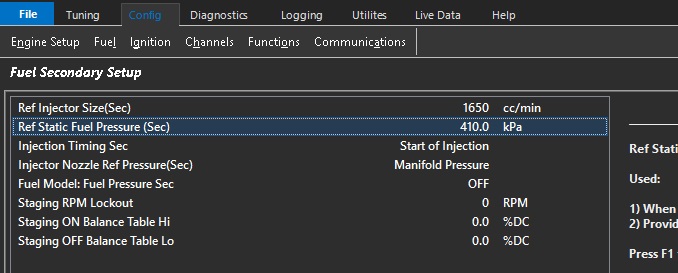 File Tuning Config Diagnostics Logging Utilites Live Data Help
Engine Setup Fuel Ignition Channels Functions Communications
Fuel Secondary Setup
Ref Injector Size(Sec) 1650 cc/min
Ref Static Fuel Pressure (Sec) 410.0 kPa
Injection Timing Sec Start of Injection
Injector Nozzle Ref Pressure(Sec) Manifold Pressure
Fuel Model: Fuel Pressure Sec OFF
Staging RPM Lockout 0 RPM
Staging ON Balance Table Hi 0.0 %DC
Staging OFF Balance Table Lo 0.0 %DC
Ref Stati
Used:
1) When
2) Provid
Press F1